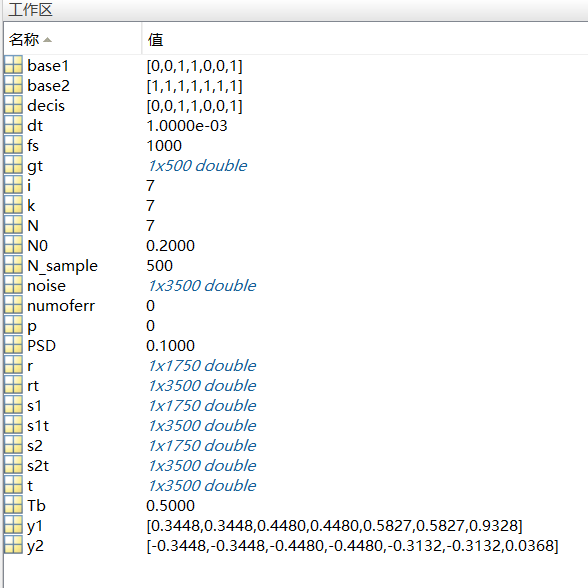 工作区
名称 值
base1 [0,0,1,1,0,0,1]
base2 [1,1,1,1,1,1,1]
decis [0,0,1,1,0,0,1]
dt 1.0000e-03
fs 1000
gt 1x500 double
i 7
k 7
N 7
N0 0.2000
N_sample 500
noise 1x3500 double
numoferr 0
p 0
PSD 0.1000
r 1x1750 double
rt 1x3500 double
s1 1x1750 double
s1t 1x3500 double
s2 1x1750 double
s2t 1x3500 double
t 1x3500 double
Tb 0.5000
y1 [0.3448,0.3448,0.4480,0.4480,0.5827,0.5827,0.9328]
y2 [-0.3448,-0.3448,-0.4480,-0.4480,-0.3132,-0.3132,0.0368]